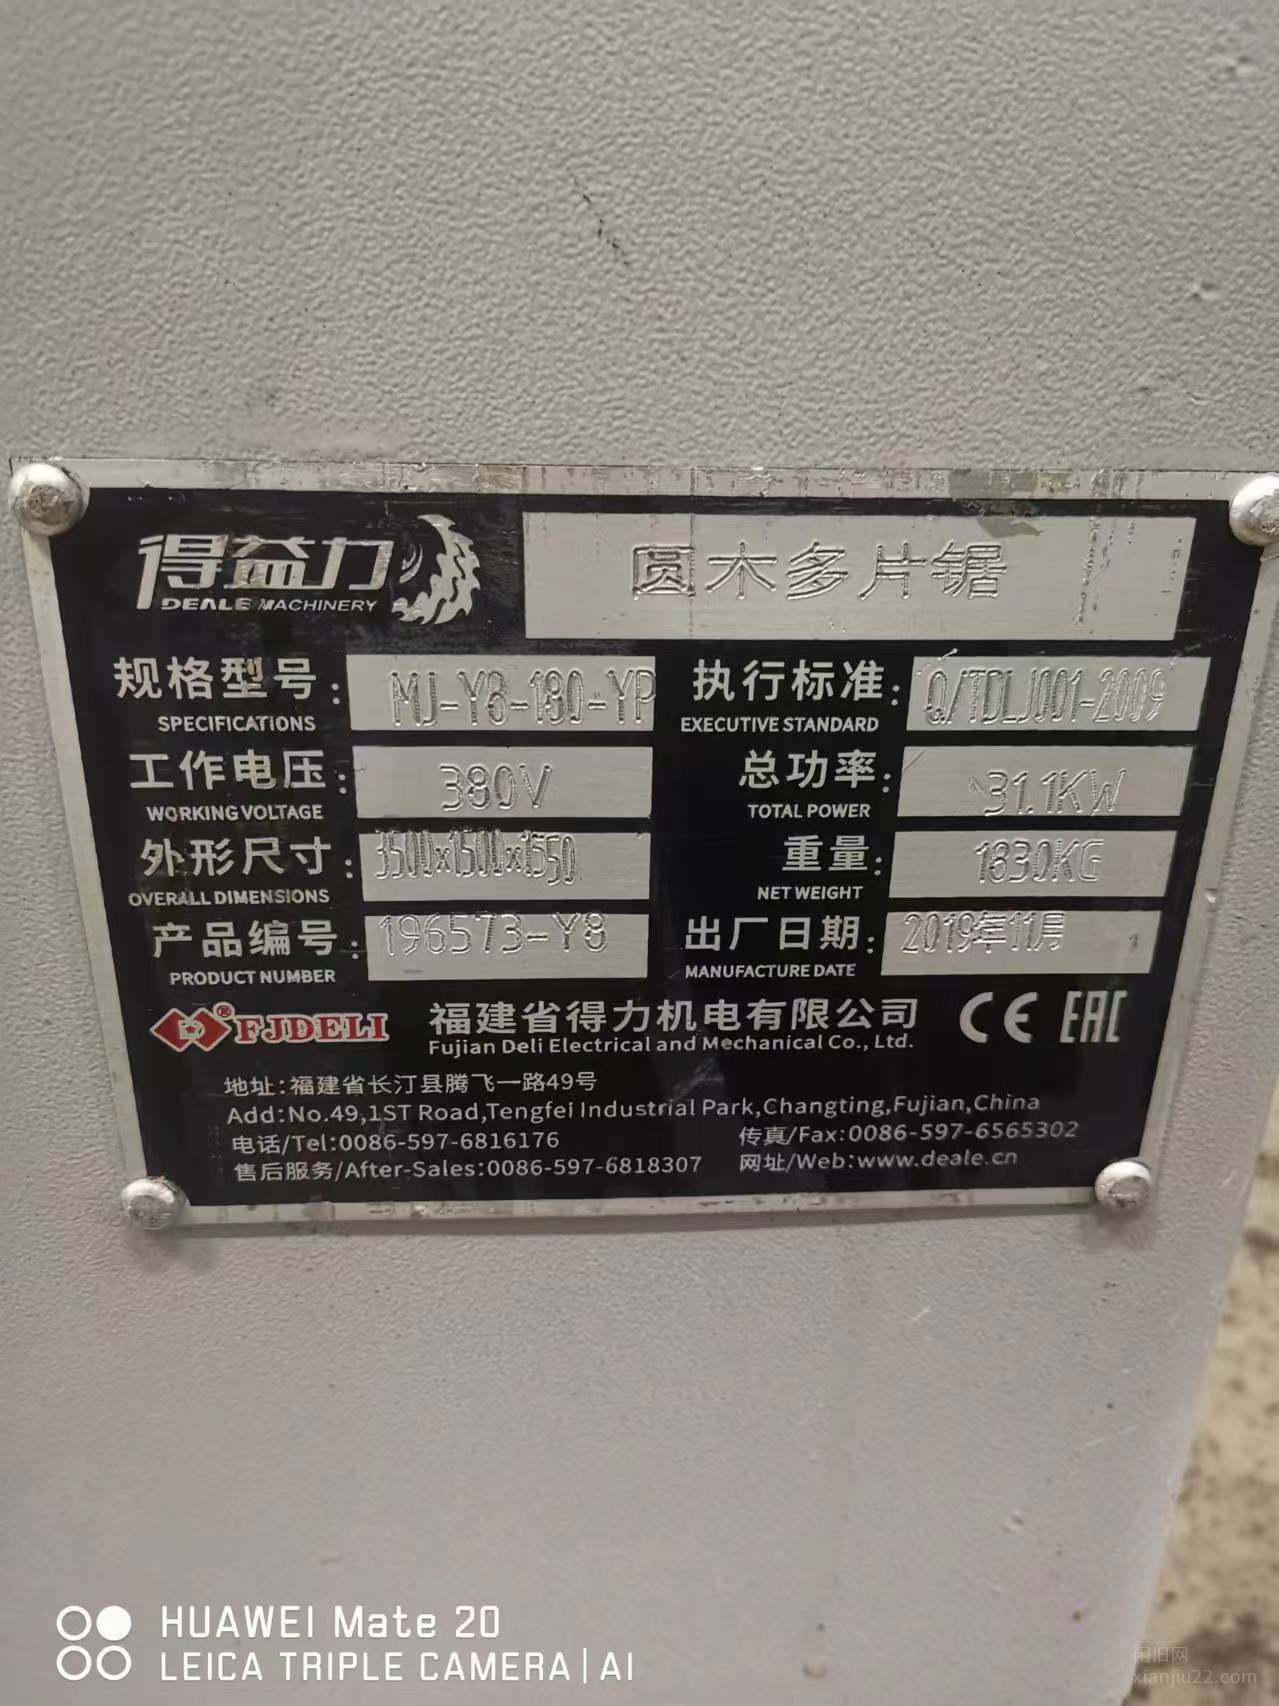 得益力
DEALE MACHINERY
圆木多片锯
规格型号: MJ-Y8-180-YP 执行标准: Q/TDLJ001-2009
SPECIFICATIONS EXECUTIVE STANDARD
工作电压: 380V 总功率: 31.1KW
WORKING VOLTAGE TOTAL POWER
外形尺寸: 3500x1500x1550 重量: 1830KG
OVERALL DIMENSIONS NET WEIGHT
产品编号: 196573-Y8 出厂日期: 2019年11月
PRODUCT NUMBER MANUFACTURE DATE
®FJDELI 福建省得力机电有限公司 CE EAC
Fujian Deli Electrical and Mechanical Co., Ltd.
地址:福建省长汀县腾飞一路49号
Add:No.49,1ST Road,Tengfei Industrial Park,Changting,Fujian,China
电话/Tel:0086-597-6816176 传真/Fax:0086-597-6565302
售后服务/After-Sales:0086-597-6818307 网址/Web:www.deale.cn
HUAWEI Mate 20
LEICA TRIPLE CAMERA | AI
闲旧网
xianjiu22.com